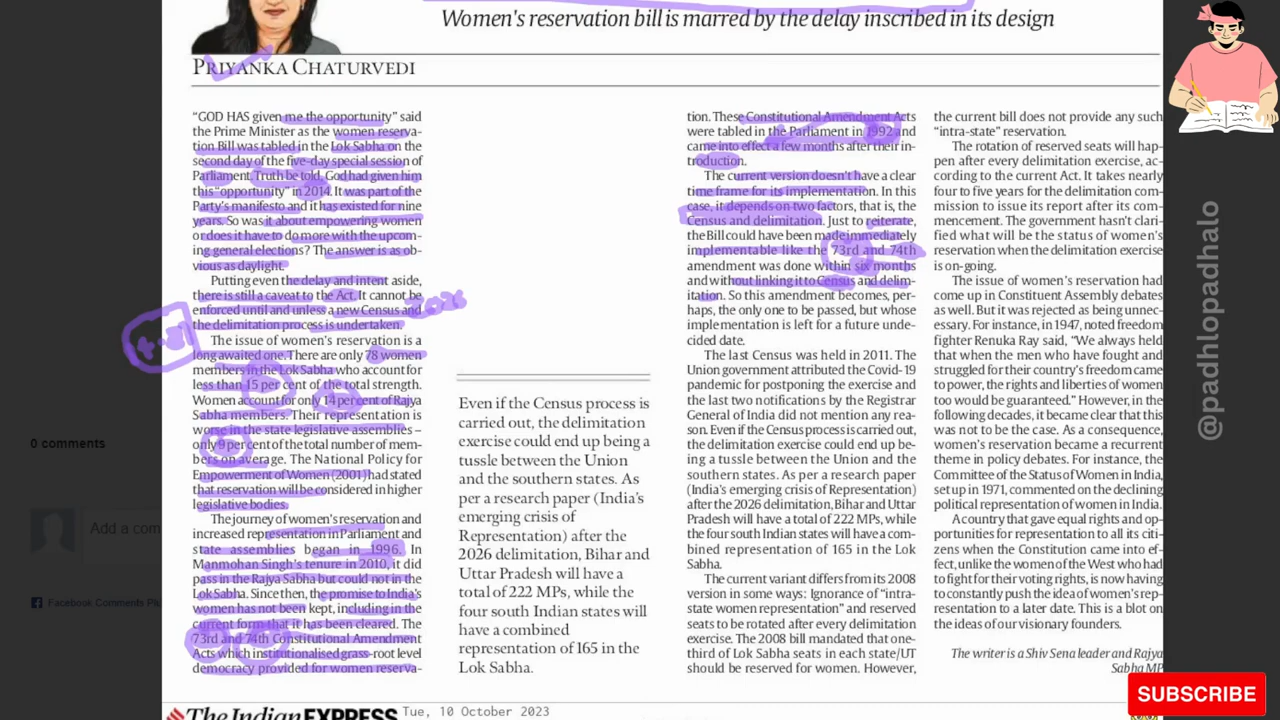 Women's reservation bill is marred by the delay inscribed in its design
PRIYANKA CHATURVEDI
"GOD HAS given me the opportunity" said
the Prime Minister as the women reserva-
tion Bill was tabled in the Lok Sabha on the
second day of the five-day special session of
Parliament. Truth be told, God had given him
this "opportunity" in 2014. It was part of the
Party's manifesto and it has existed for nine
years. So was it about empowering women
or does it have to do more with the upcom-
ing general elections? The answer is as ob-
vious as daylight.
Putting even the delay and intent aside,
there is still a caveat to the Act. It cannot be
enforced until and unless a new Census and
the delimitation process is undertaken.
2026
The issue of women's reservation is a
long awaited one. There are only 78 women
members in the Lok Sabha who account for
less than 15 per cent of the total strength.
Women account for only 14 per cent of Rajya
Sabha members. Their representation is
worse in the state legislative assemblies –
only 9 per cent of the total number of mem-
bers on average. The National Policy for
Empowerment of Women (2001) had stated
that reservation will be considered in higher
legislative bodies.
The journey of women's reservation and
increased representation in Parliament and
state assemblies began in 1996. In
Manmohan Singh's tenure in 2010, it did
pass in the Rajya Sabha but could not in the
Lok Sabha. Since then, the promise to India's
women has not been kept, including in the
current form that it has been cleared. The
73rd and 74th Constitutional Amendment
Acts which institutionalised grass-root level
democracy provided for women reserva-
Even if the Census process is
carried out, the delimitation
exercise could end up being a
tussle between the Union
and the southern states. As
per a research paper (India's
emerging crisis of
Representation) after the
2026 delimitation, Bihar and
Uttar Pradesh will have a
total of 222 MPs, while the
four south Indian states will
have a combined
representation of 165 in the
Lok Sabha.
tion. These Constitutional Amendment Acts
were tabled in the Parliament in 1992 and
came into effect a few months after their in-
troduction.
The current version doesn't have a clear
time frame for its implementation. In this
case, it depends on two factors, that is, the
Census and delimitation. Just to reiterate,
the Bill could have been made immediately
implementable like the 73rd and 74th
amendment was done within six months
and without linking it to Census and delim-
itation. So this amendment becomes, per-
haps, the only one to be passed, but whose
implementation is left for a future unde-
cided date.
The last Census was held in 2011. The
Union government attributed the Covid-19
pandemic for postponing the exercise and
the last two notifications by the Registrar
General of India did not mention any rea-
son. Even if the Census process is carried out,
the delimitation exercise could end up be-
ing a tussle between the Union and the
southern states. As per a research paper
(India's emerging crisis of Representation)
after the 2026 delimitation, Bihar and Uttar
Pradesh will have a total of 222 MPs, while
the four south Indian states will have a com-
bined representation of 165 in the Lok
Sabha.
The current variant differs from its 2008
version in some ways: Ignorance of "intra-
state women representation" and reserved
seats to be rotated after every delimitation
exercise. The 2008 bill mandated that one-
third of Lok Sabha seats in each state/UT
should be reserved for women. However,
the current bill does not provide any such
"intra-state" reservation.
The rotation of reserved seats will hap-
pen after every delimitation exercise, ac-
cording to the current Act. It takes nearly
four to five years for the delimitation com-
mission to issue its report after its com-
mencement. The government hasn't clari-
fied what will be the status of women's
reservation when the delimitation exercise
is on-going.
The issue of women's reservation had
come up in Constituent Assembly debates
as well. But it was rejected as being unnec-
essary. For instance, in 1947, noted freedom
fighter Renuka Ray said, "We always held
that when the men who have fought and
struggled for their country's freedom came
to power, the rights and liberties of women
too would be guaranteed." However, in the
following decades, it became clear that this
was not to be the case. As a consequence,
women's reservation became a recurrent
theme in policy debates. For instance, the
Committee of the Status of Women in India,
set up in 1971, commented on the declining
political representation of women in India.
A country that gave equal rights and op-
portunities for representation to all its citi-
zens when the Constitution came into ef-
fect, unlike the women of the West who had
to fight for their voting rights, is now having
to constantly push the idea of women's rep-
resentation to a later date. This is a blot on
the ideas of our visionary founders.
The writer is a Shiv Sena leader and Rajya
Sabha MP
0 comments
Add a com
Facebook Comments Plu
@padhlopadhalo
SUBSCRIBE
The Indian EXPRESS
Tue, 10 October 2023